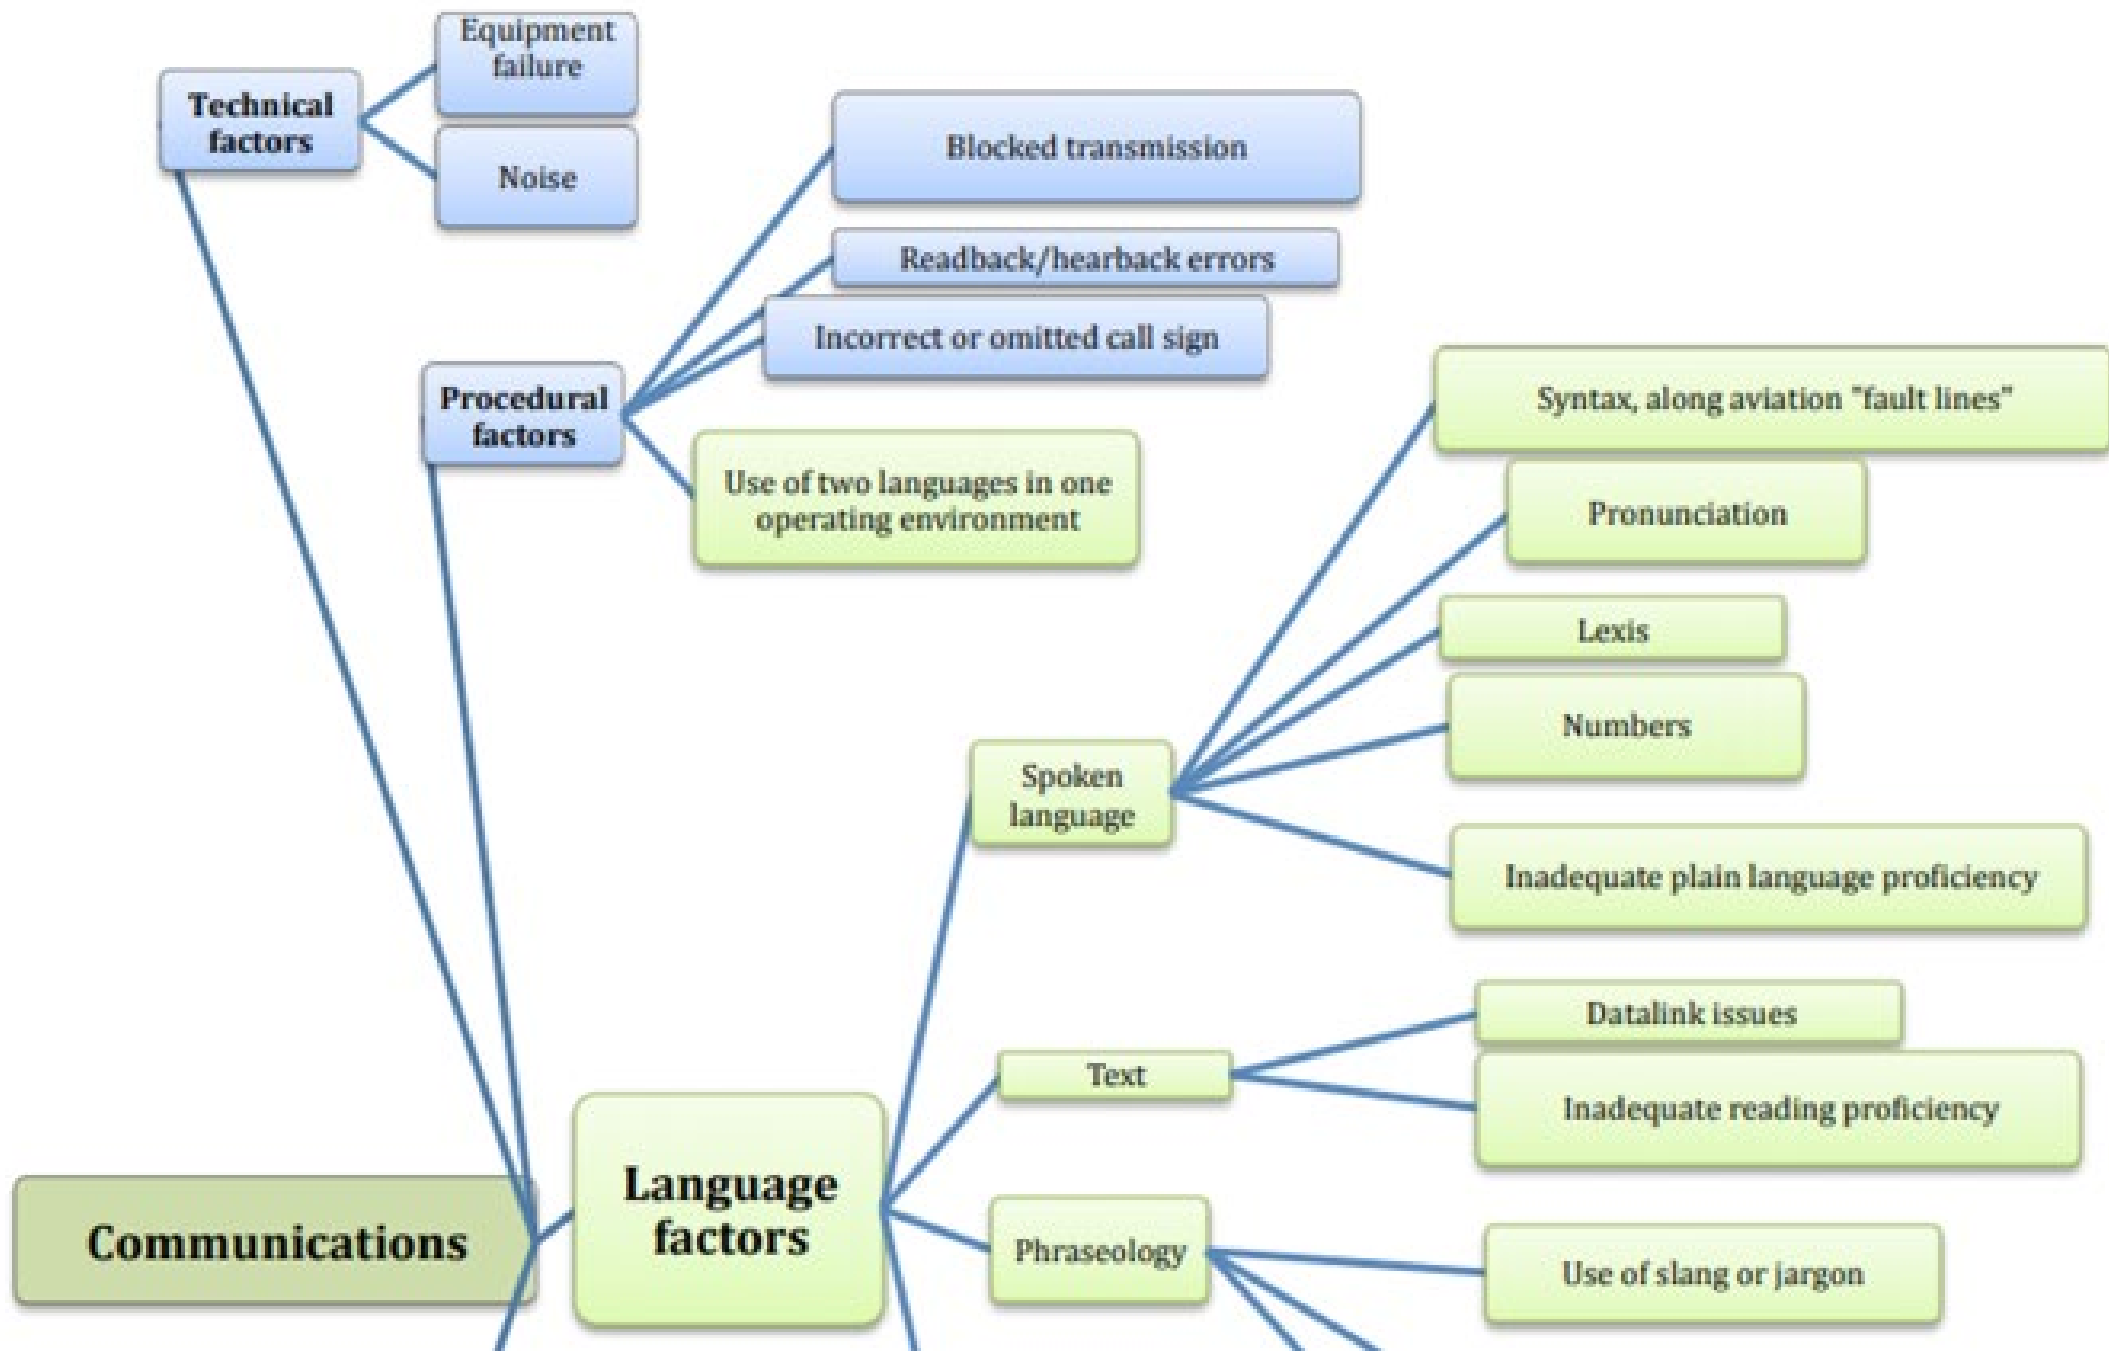 Equipment
failure
Technical
factors
Noise
Blocked transmission
Readback/hearback errors
Incorrect or omitted call sign
Procedural
factors
Use of two languages in one
operating environment
Syntax, along aviation "fault lines"
Pronunciation
Lexis
Numbers
Spoken
language
Inadequate plain language proficiency
Datalink issues
Text
Inadequate reading proficiency
Language
factors
Communications
Phraseology
Use of slang or jargon